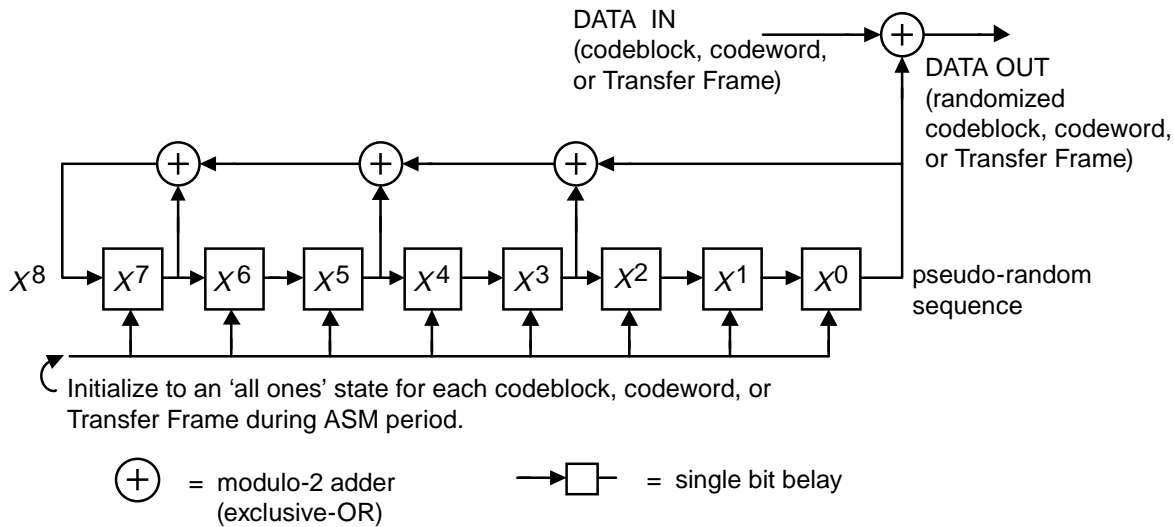 DATA IN
(codeblock, codeword,
or Transfer Frame)
DATA OUT
(randomized
codeblock, codeword,
or Transfer Frame)
X8 X7 X6 X5 X4 X3 X2 X1 X0
pseudo-random
sequence
Initialize to an ‘all ones’ state for each codeblock, codeword, or
Transfer Frame during ASM period.
= modulo-2 adder
(exclusive-OR)
= single bit belay